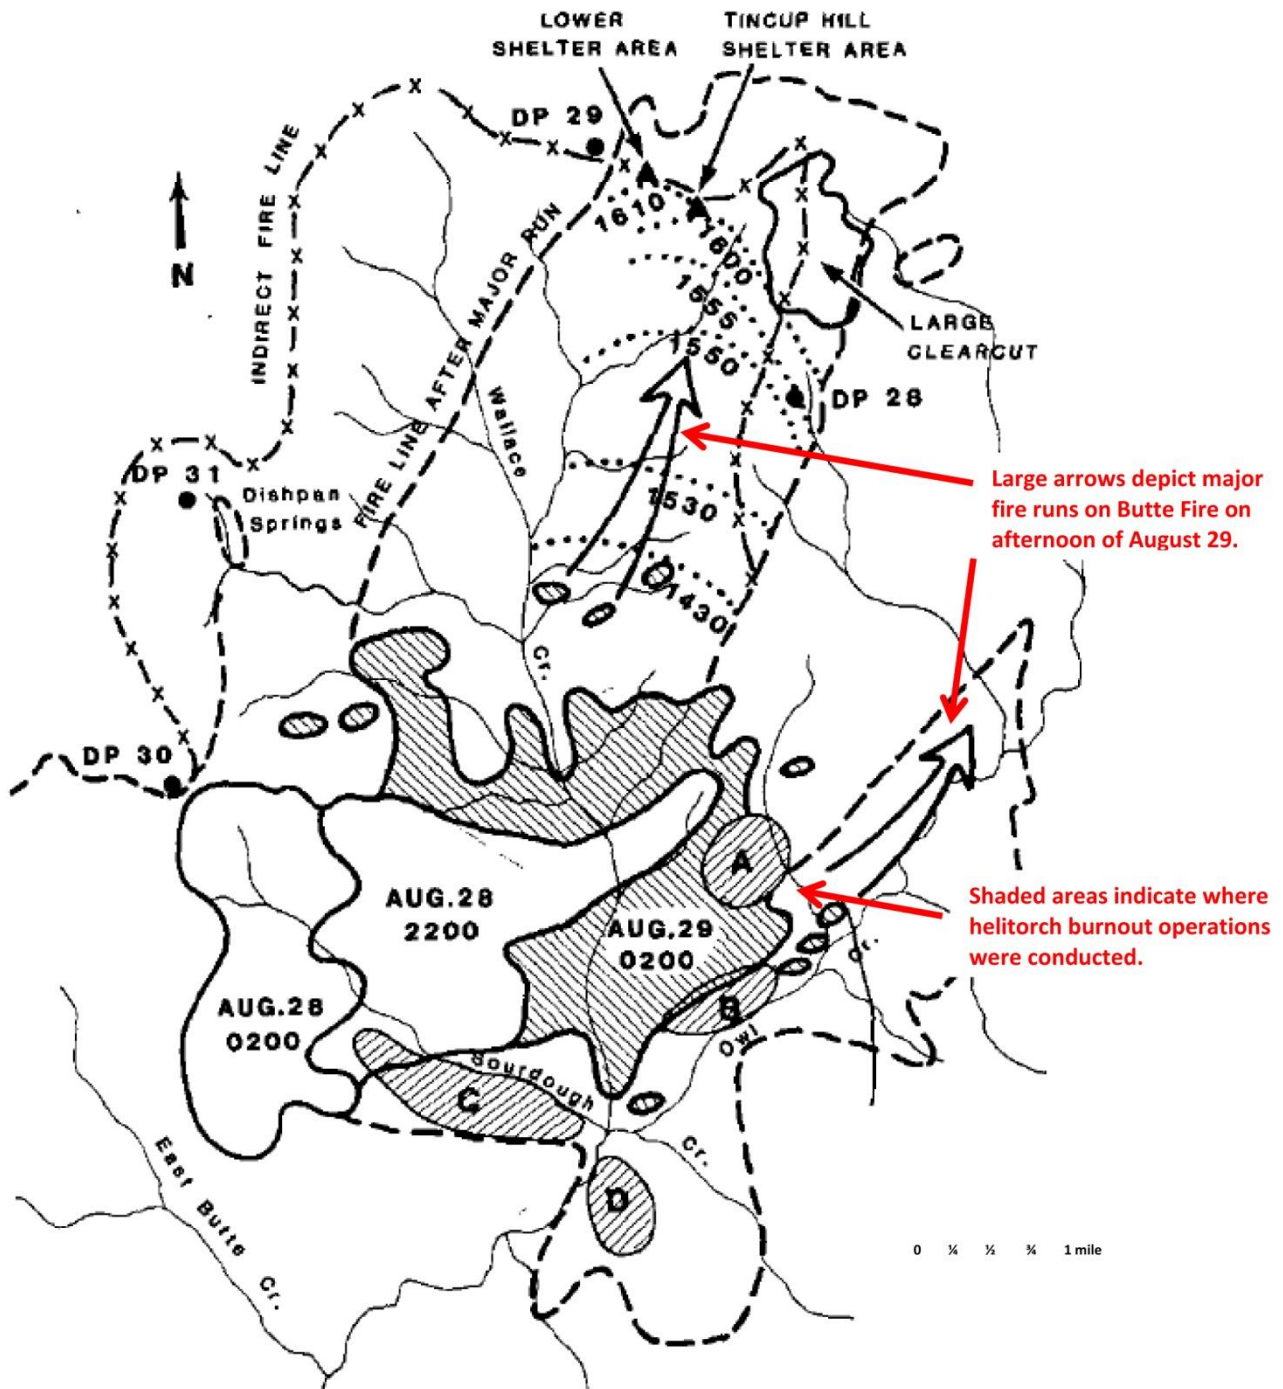 LOWER
SHELTER AREA
TINCUP HILL
SHELTER AREA
DP 29
INDIRECT FIRE LINE
N
1610
1600
1555
1550
FIRE LINE AFTER MAJOR RUN
LARGE
CLEARCUT
DP 28
Wallace
DP 31
Dishpan
Springs
1530
Large arrows depict major
fire runs on Butte Fire on
afternoon of August 29.
1430
Cr.
DP 30
A
AUG.28
2200
AUG.29
0200
Shaded areas indicate where
helitorch burnout operations
were conducted.
Cr.
B
Owl
AUG.28
0200
Sourdough
C
Cr.
D
East Butte
Cr.
0 ¼ ½ ¾ 1 mile